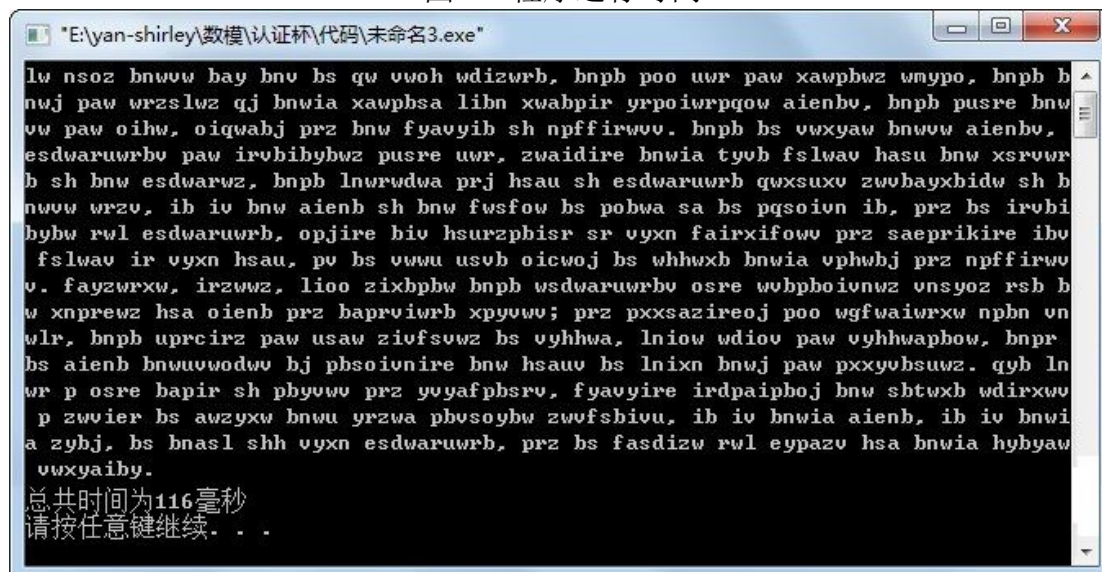 "E:\yan-shirley\数模\认证杯\代码\未命名3.exe"
lw nsoz bnwvw bay bnv bs qw vwoh wdizwrb, bnpb poo uwr paw xawpbwz wmypo, bnpb b
nwj paw wrzslwz qj bnwia xawpbsa libn xwabpir yrpoiwrpqow aienbv, bnpb pusre bnw
vw paw oihw, oiqwabj prz bnw fyavyib sh npffirwvv. bnpb bs vwxyaw bnwvw aienbv,
esdwaruwrbv paw irvbibybwz pusre uwr, zwaidire bnwia tyvb fslwav hasu bnw xsrvwr
b sh bnw esdwarwz, bnpb lnwrwdwa prj hsau sh esdwaruwrb qwxsuxv zwvbayxbidw sh b
nwvw wrzv, ib iv bnw aienb sh bnw fwsfow bs pobwa sa bs pqsoivn ib, prz bs irvbi
bybw rwl esdwaruwrb, opjire biv hsurzpbisr sr vyxn fairxifowv prz saeprikire ibv
fslwav ir vyxn hsau, pv bs vwwu usvb oicwoj bs whhwxb bnwia vphwbj prz npffirwv
v. fayzwrxw, irzwwz, lioo zixbpbw bnpb wsdwaruwrbv osre wvbpboivnwz vnsyoz rsb b
w xnprewz hsa oienb prz baprviwrb xpyvwv; prz pxxsazireoj poo wgfwaiwrxw npbn vn
wlr, bnpb uprcirz paw usaw zivfsvwz bs vyhhwa, lniow wdiov paw vyhhwapbow, bnpr
bs aienb bnwuvwodwv bj pbsoivnire bnw hsauv bs lnixn bnwj paw pxxyvbsuwz. qyb ln
wr p osre bapir sh pbyvwv prz yvyafpbsrv, fyavyire irdpaipboj bnw sbtwxb wdirxwv
p zwvier bs awzyxw bnwu yrzwa pbvsoybw zwvfsbivu, ib iv bnwia aienb, ib iv bnwi
a zybj, bs bnasl shh vyxn esdwaruwrb, prz bs fasdizw rwl eypazv hsa bnwia hybyaw
vwxyaiby.
总共时间为116毫秒
请按任意键继续. . .